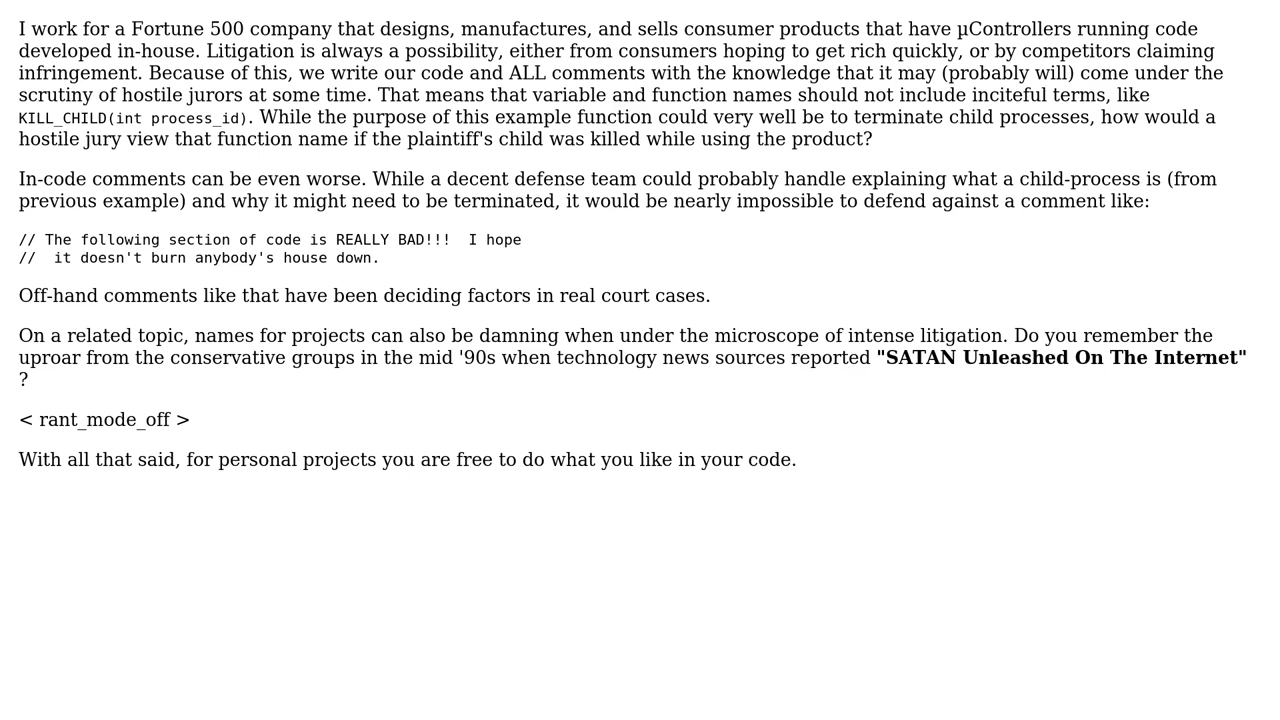 I work for a Fortune 500 company that designs, manufactures, and sells consumer products that have µControllers running code
developed in-house. Litigation is always a possibility, either from consumers hoping to get rich quickly, or by competitors claiming
infringement. Because of this, we write our code and ALL comments with the knowledge that it may (probably will) come under the
scrutiny of hostile jurors at some time. That means that variable and function names should not include inciteful terms, like
KILL_CHILD(int process_id). While the purpose of this example function could very well be to terminate child processes, how would a
hostile jury view that function name if the plaintiff's child was killed while using the product?
In-code comments can be even worse. While a decent defense team could probably handle explaining what a child-process is (from
previous example) and why it might need to be terminated, it would be nearly impossible to defend against a comment like:
// The following section of code is REALLY BAD!!!  I hope
//  it doesn't burn anybody's house down.
Off-hand comments like that have been deciding factors in real court cases.
On a related topic, names for projects can also be damning when under the microscope of intense litigation. Do you remember the
uproar from the conservative groups in the mid '90s when technology news sources reported "SATAN Unleashed On The Internet"
?
< rant_mode_off >
With all that said, for personal projects you are free to do what you like in your code.